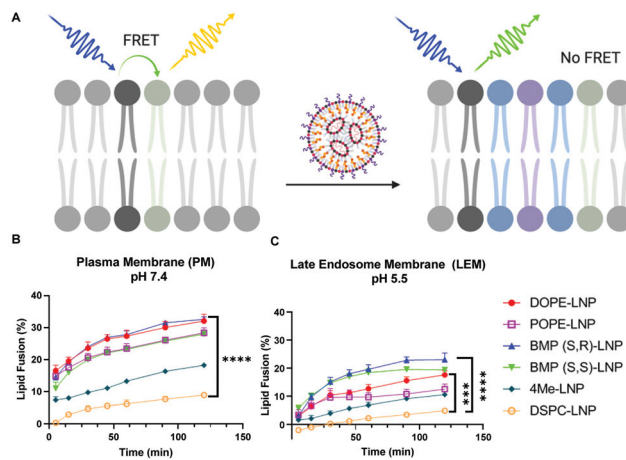 A
FRET
No FRET
B
Plasma Membrane (PM)
pH 7.4
Lipid Fusion (%)
40
30
20
10
0
0
50
100
150
Time (min)
****
C
Late Endosome Membrane (LEM)
pH 5.5
Lipid Fusion (%)
40
30
20
10
0
0
50
100
150
Time (min)
***
****
DOPE-LNP
POPE-LNP
BMP (S,R)-LNP
BMP (S,S)-LNP
4Me-LNP
DSPC-LNP